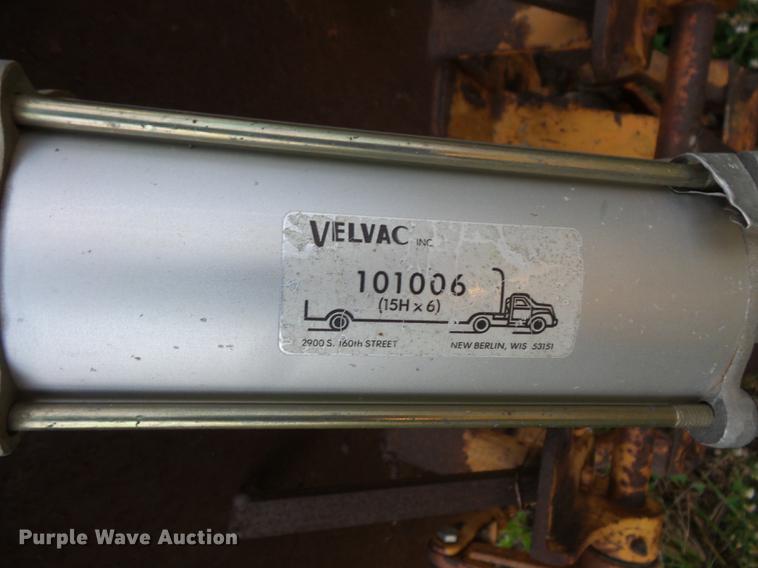 VELVAC INC.
101006
(15H x 6)
2900 S. 160th STREET NEW BERLIN, WIS 53151
Purple Wave Auction